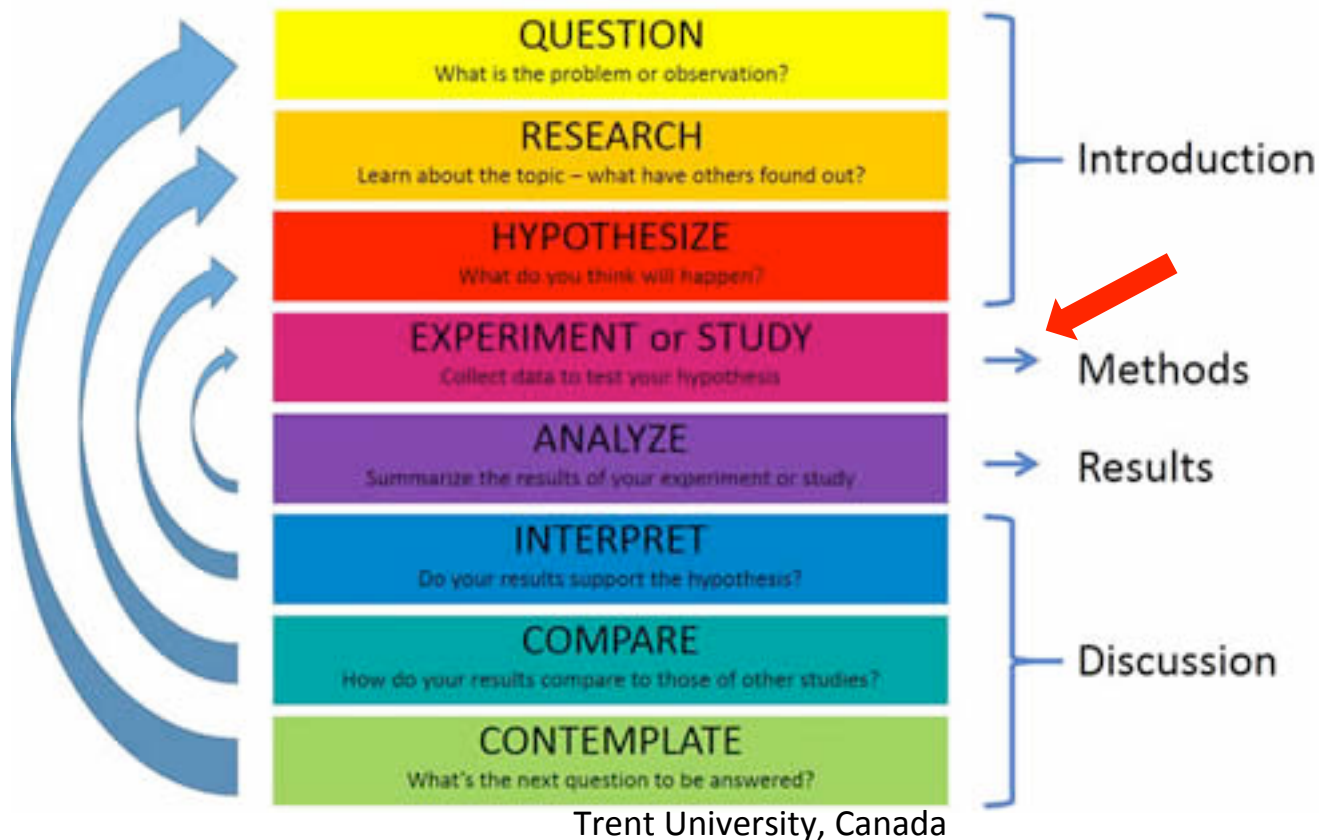 QUESTION
What is the problem or observation?
RESEARCH
Learn about the topic – what have others found out?
HYPOTHESIZE
What do you think will happen?
Introduction
EXPERIMENT or STUDY
Collect data to test your hypothesis
Methods
ANALYZE
Summarize the results of your experiment or study
Results
INTERPRET
Do your results support the hypothesis?
COMPARE
How do your results compare to those of other studies?
CONTEMPLATE
What's the next question to be answered?
Discussion
Trent University, Canada